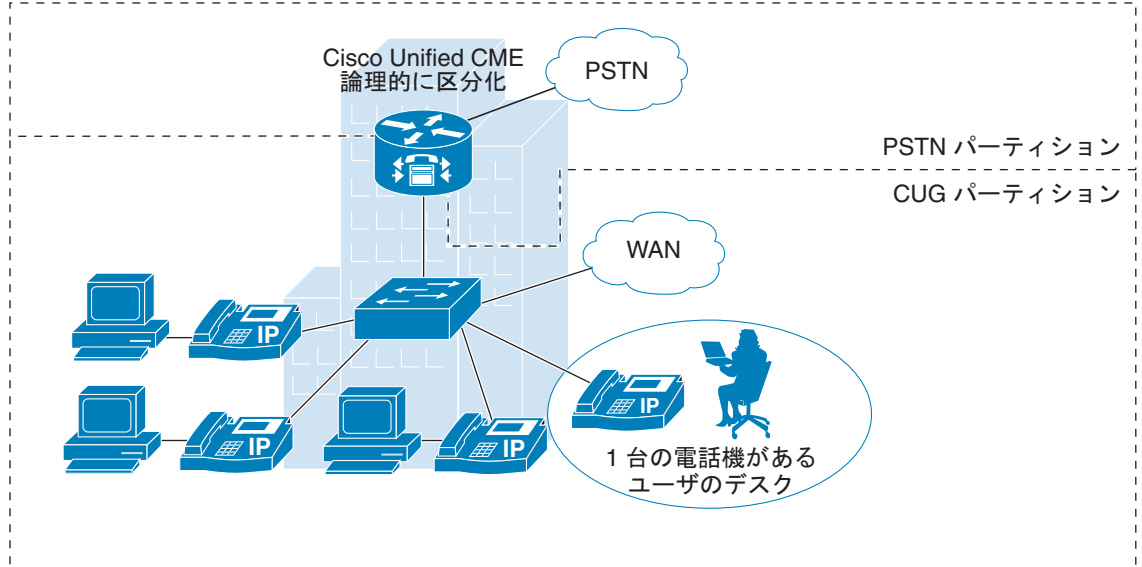 Cisco Unified CME
論理的に区分化
PSTN
PSTN パーティション
CUG パーティション
WAN
IP
IP
IP
IP
1 台の電話機がある
ユーザのデスク